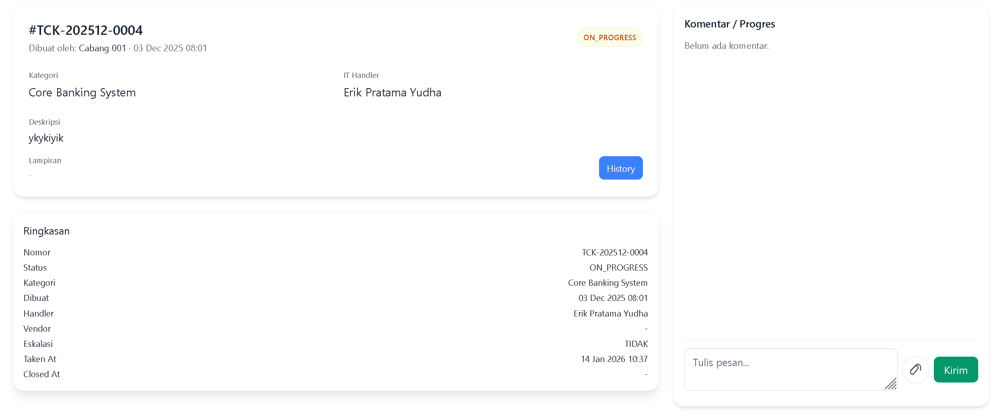 #TCK-202512-0004
Dibuat oleh: Cabang 001 · 03 Dec 2025 08:01
ON_PROGRESS
Kategori
Core Banking System
IT Handler
Erik Pratama Yudha
Deskripsi
ykykiyik
Lampiran
-
History
Ringkasan
Nomor TCK-202512-0004
Status ON_PROGRESS
Kategori Core Banking System
Dibuat 03 Dec 2025 08:01
Handler Erik Pratama Yudha
Vendor -
Eskalasi TIDAK
Taken At 14 Jan 2026 10:37
Closed At -
Komentar / Progres
Belum ada komentar.
Tulis pesan...
Kirim